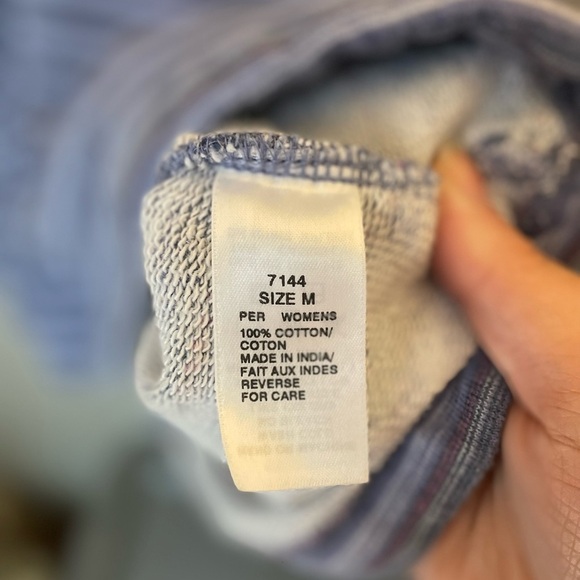 7144
SIZE M
PER WOMENS
100% COTTON/
COTON
MADE IN INDIA/
FAIT AUX INDES
REVERSE
FOR CARE